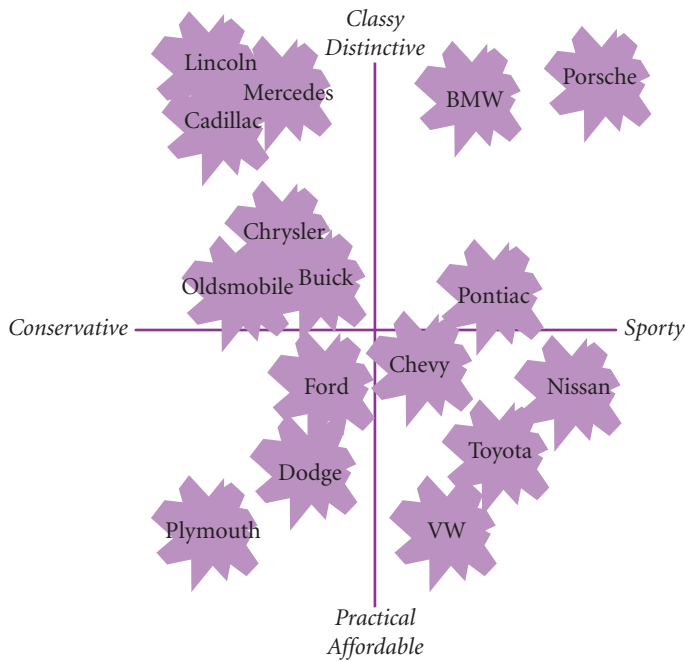 Classy
Distinctive
Lincoln
Mercedes
Cadillac
BMW
Porsche
Chrysler
Oldsmobile
Buick
Pontiac
Conservative
Sporty
Chevy
Ford
Nissan
Toyota
Dodge
Plymouth
VW
Practical
Affordable